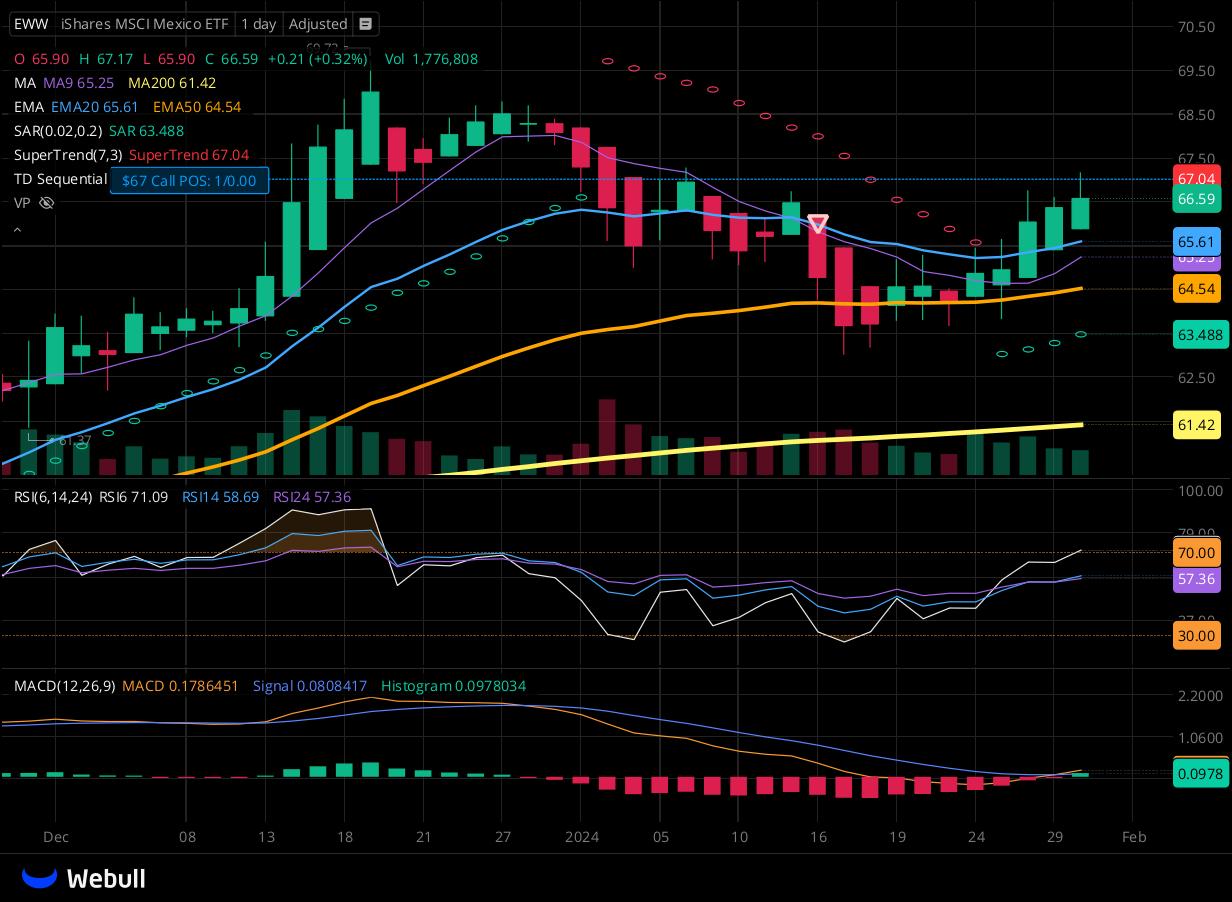 EWW iShares MSCI Mexico ETF 1 day Adjusted
70.50
O 65.90 H 67.17 L 65.90 C 66.59 +0.21 (+0.32%) Vol 1,776,808
69.50
MA MA9 65.25 MA200 61.42
EMA EMA20 65.61 EMA50 64.54
68.50
SAR(0.02,0.2) SAR 63.488
SuperTrend(7,3) SuperTrend 67.04
67.50
TD Sequential $67 Call POS: 1/0.00
67.04
66.59
VP
65.61
65.25
64.54
63.488
62.50
61.42
61.37
RSI(6,14,24) RSI6 71.09 RSI14 58.69 RSI24 57.36
100.00
70.00
57.36
30.00
MACD(12,26,9) MACD 0.1786451 Signal 0.0808417 Histogram 0.0978034
2.2000
1.0600
0.0978
Dec 08 13 18 21 27 2024 05 10 16 19 24 29 Feb
Webull